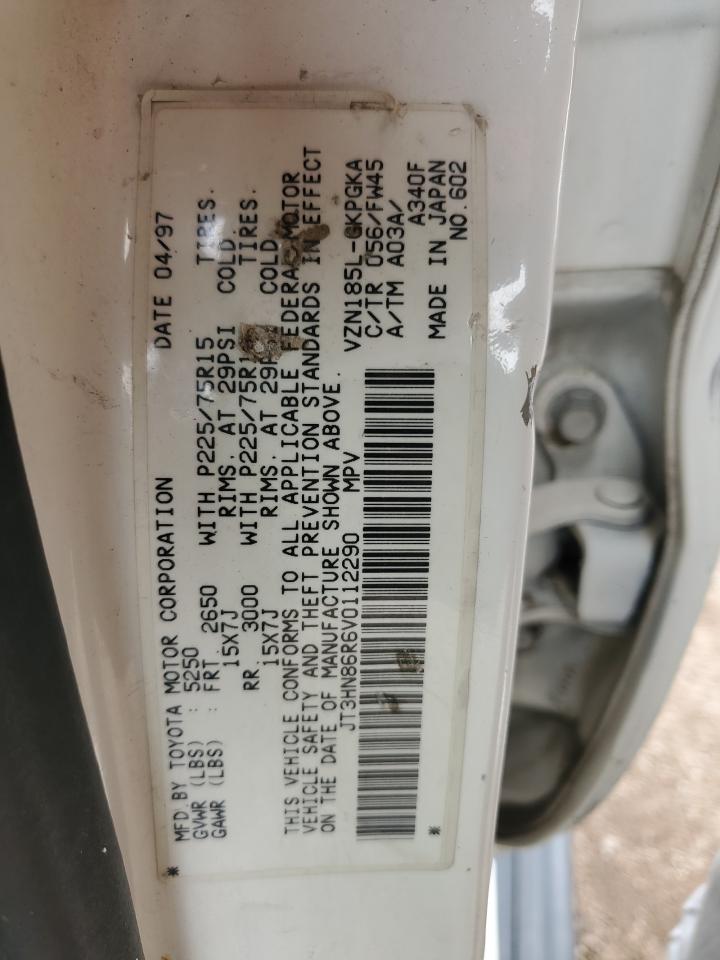 MFD.BY TOYOTA MOTOR CORPORATION DATE 04/97
GVWR (LBS) : 5250
GAWR (LBS) : FRT. 2650 WITH P225/75R15 TIRES.
15X7J RIMS. AT 29PSI COLD.
RR. 3000 WITH P225/75R1 TIRES.
15X7J RIMS. AT 29P COLD.
THIS VEHICLE CONFORMS TO ALL APPLICABLE FEDERAL MOTOR
VEHICLE SAFETY AND THEFT PREVENTION STANDARDS IN EFFECT
ON THE DATE OF MANUFACTURE SHOWN ABOVE.
JT3HN86R6V0112290 MPV
VZN185L-GKPGKA
C/TR 056/FW45
A/TM A03A/
A340F
MADE IN JAPAN
NO.602